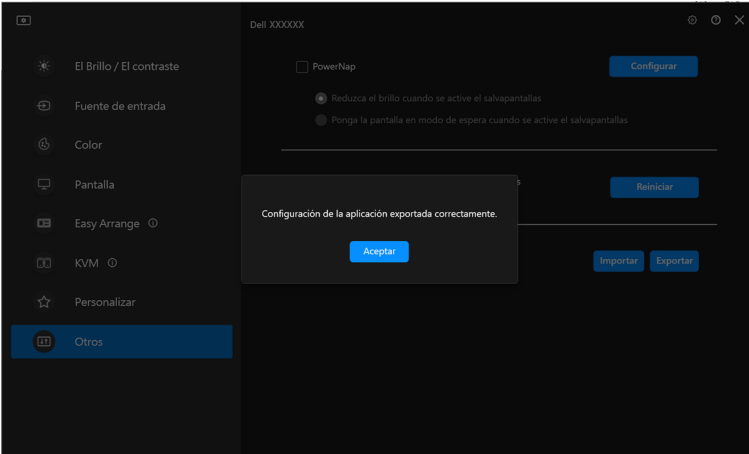 Dell XXXXXX
El Brillo / El contraste
Fuente de entrada
Color
Pantalla
Easy Arrange
KVM
Personalizar
Otros
PowerNap
Configurar
Reduzca el brillo cuando se active el salvapantallas
Ponga la pantalla en modo de espera cuando se active el salvapantallas
Reiniciar
Configuración de la aplicación exportada correctamente.
Aceptar
Importar
Exportar